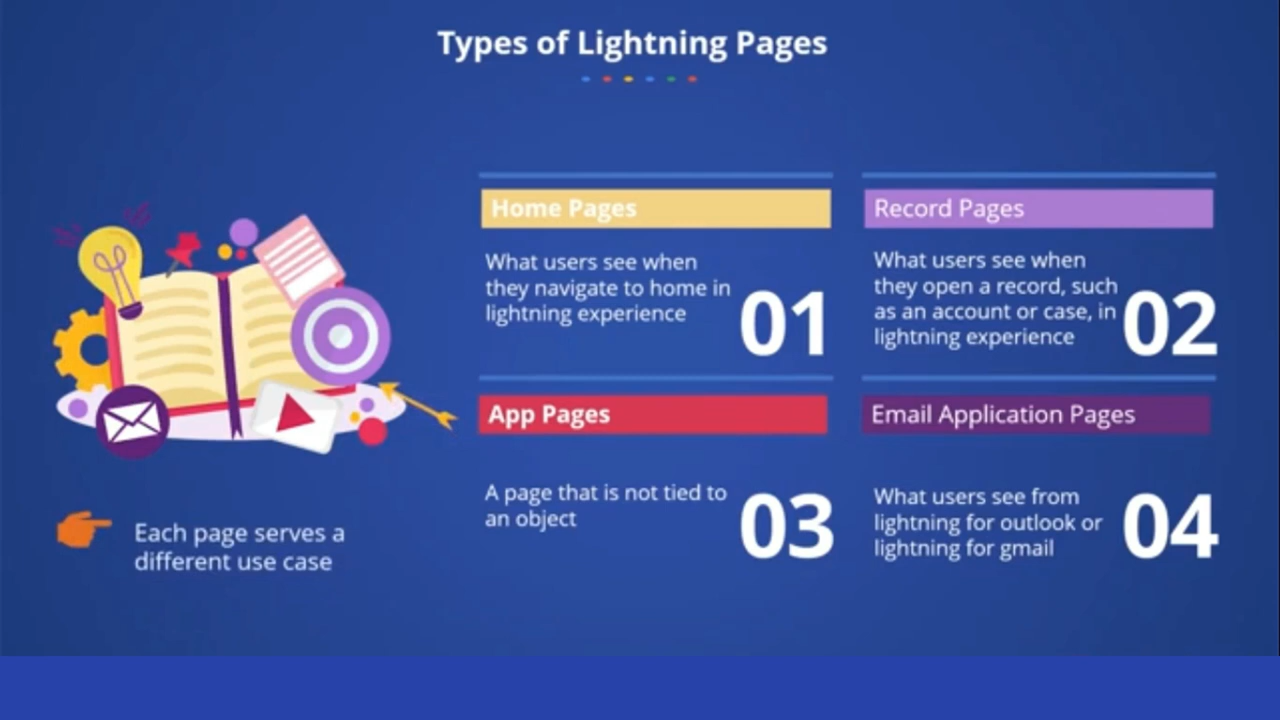 Types of Lightning Pages
Home Pages
What users see when
they navigate to home in
lightning experience
01
Record Pages
What users see when
they open a record, such
as an account or case, in
lightning experience
02
App Pages
A page that is not tied to
an object
03
Email Application Pages
What users see from
lightning for outlook or
lightning for gmail
04
Each page serves a
different use case